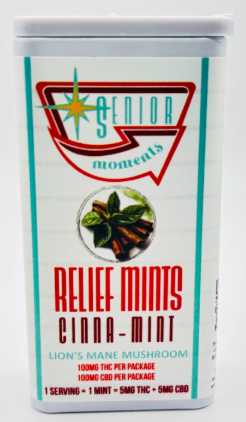 SENIOR
moments
RELIEF MINTS
CINNA-MINT
LION'S MANE MUSHROOM
100MG THC PER PACKAGE
100MG CBD PER PACKAGE
1 SERVING = 1 MINT = 5MG THC + 5MG CBD